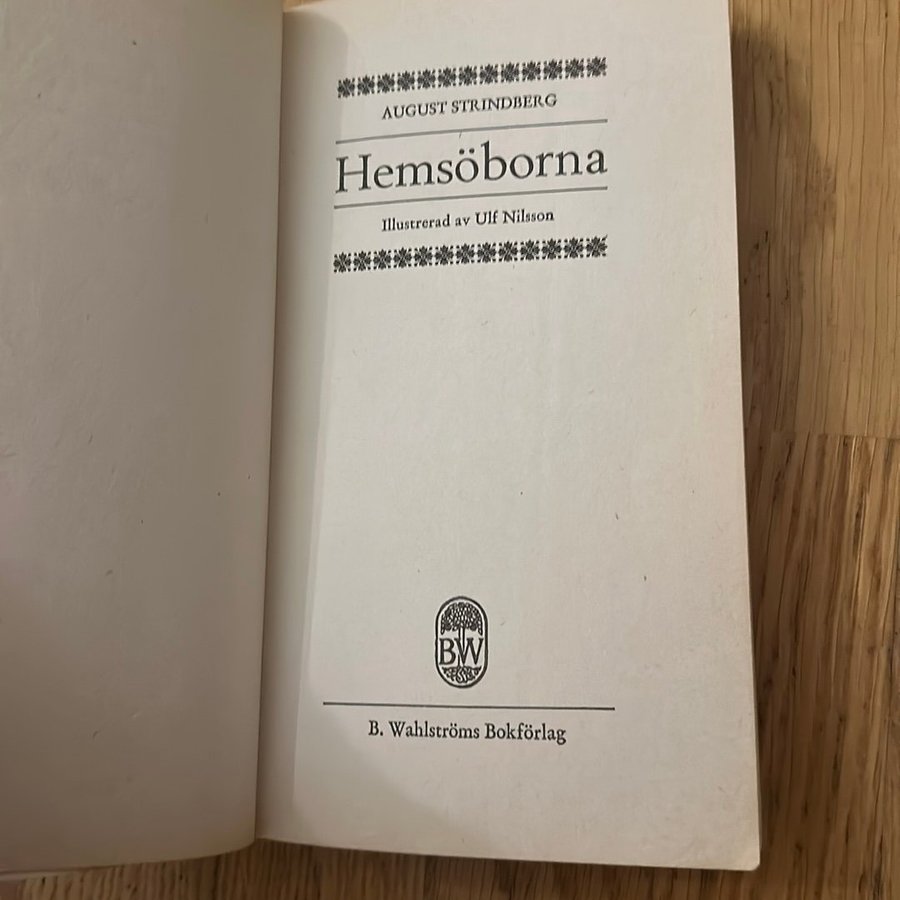 AUGUST STRINDBERG
Hemsöborna
Illustrerad av Ulf Nilsson
BW
B. Wahlströms Bokförlag